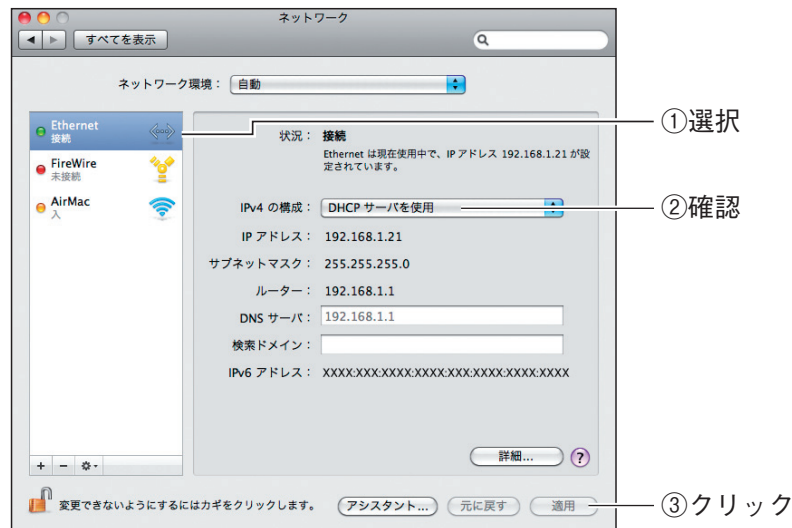 ネットワーク
すべてを表示
ネットワーク環境： 自動
Ethernet
接続
FireWire
未接続
AirMac
入
状況： 接続
Ethernet は現在使用中で、IP アドレス 192.168.1.21 が設
定されています。
IPv4 の構成： DHCP サーバを使用
IP アドレス： 192.168.1.21
サブネットマスク： 255.255.255.0
ルーター： 192.168.1.1
DNS サーバ： 192.168.1.1
検索ドメイン：
IPv6 アドレス： XXXX:XXX:XXXX:XXXX:XXX:XXXX:XXXX:XXXX
詳細... ?
変更できないようにするにはカギをクリックします。 アシスタント... 元に戻す 適用
①選択
②確認
③クリック